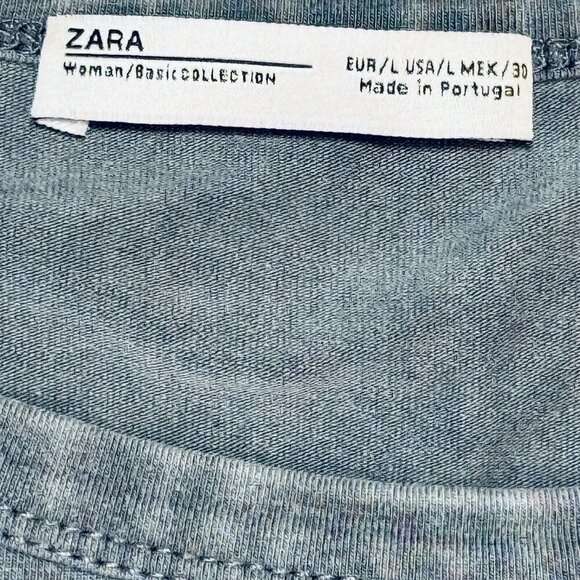 ZARA
Woman/Basic COLLECTION
EUR/L USA/L MEX/30
Made in Portugal